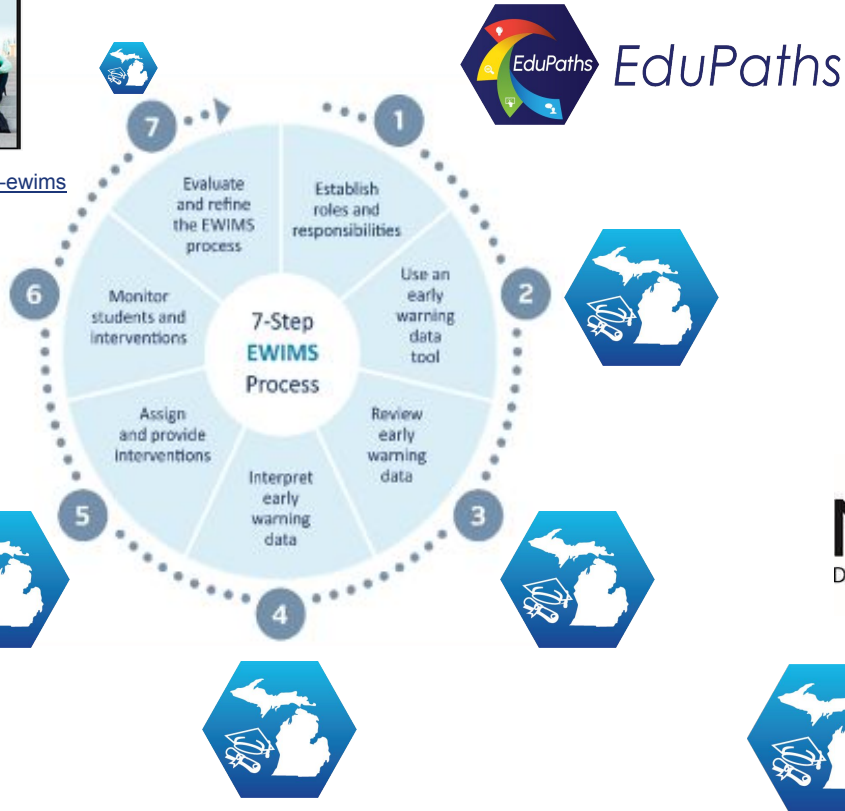 EduPaths
EduPaths
-ewims
7-Step
EWIMS
Process
1
Establish
roles and
responsibilities
2
Use an
early
warning
data
tool
3
Review
early
warning
data
4
Interpret
early
warning
data
5
Assign
and provide
interventions
6
Monitor
students and
interventions
7
Evaluate
and refine
the EWIMS
process
D